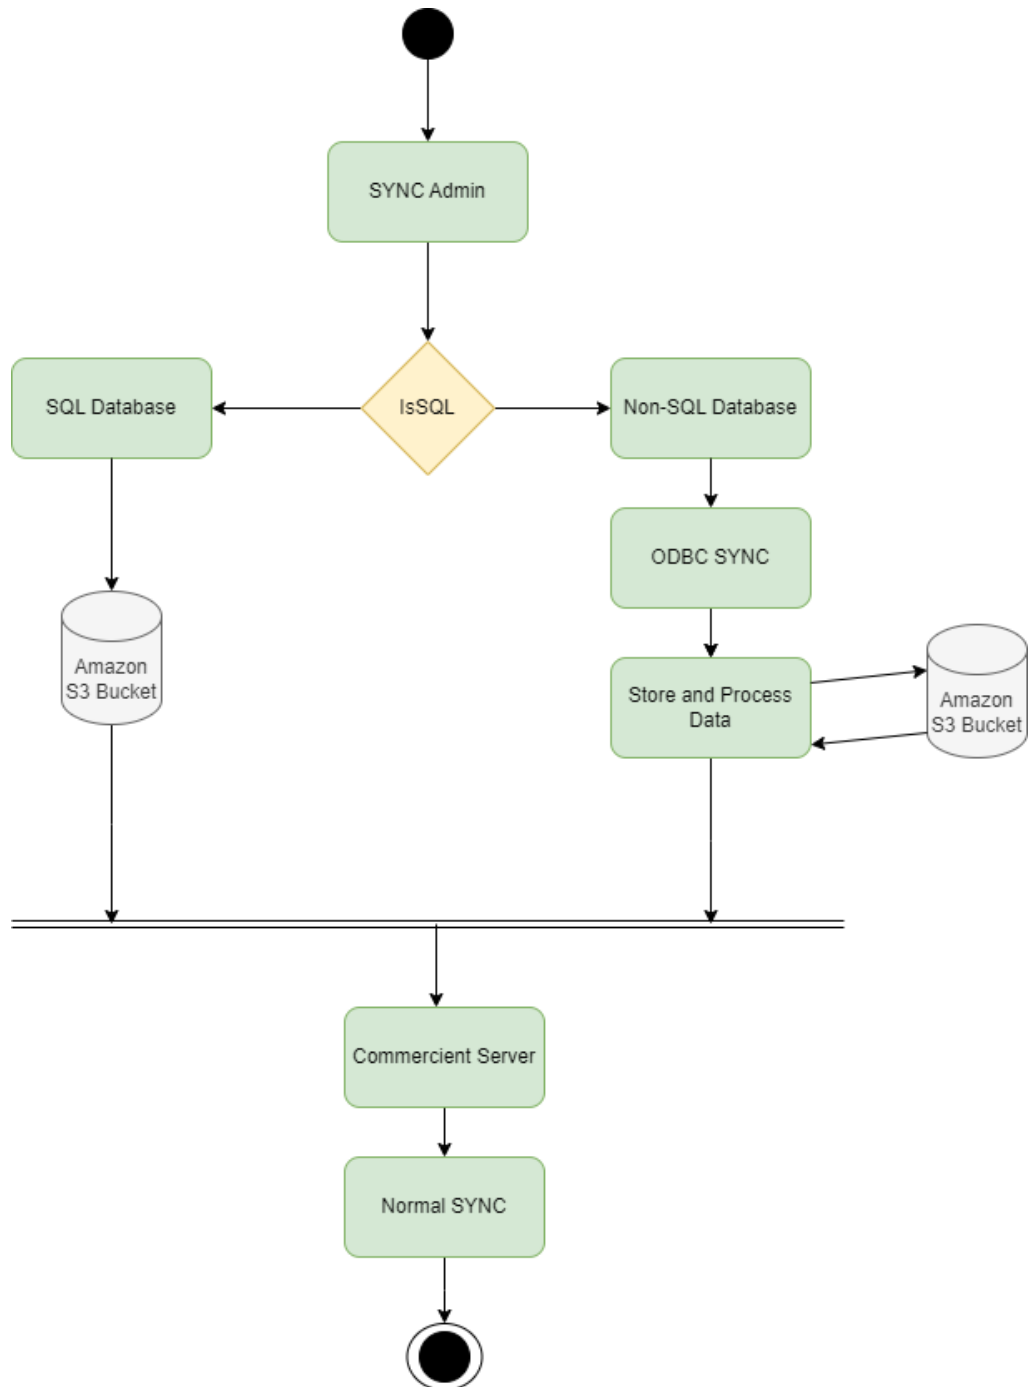 SYNC Admin
SQL Database
IsSQL
Non-SQL Database
ODBC SYNC
Amazon
S3 Bucket
Store and Process
Data
Amazon
S3 Bucket
Commercient Server
Normal SYNC